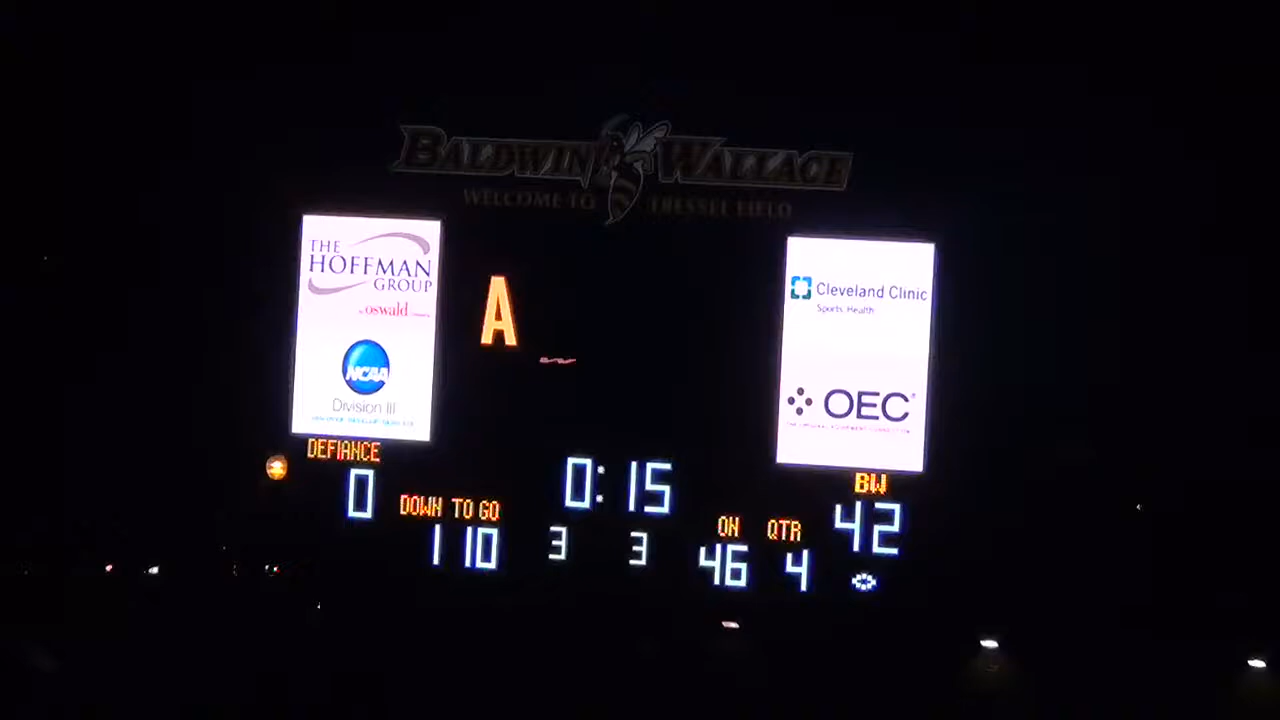 BALDWIN WALLACE
WELCOME TO TRESSEL FIELD
THE
HOFFMAN
GROUP
oswald
NCAA
Division III
A
Cleveland Clinic
Sports Health
OEC
DEFIANCE
0
DOWN TO GO
1 10
0:15
3 3
ON QTR
46 4
BW
42